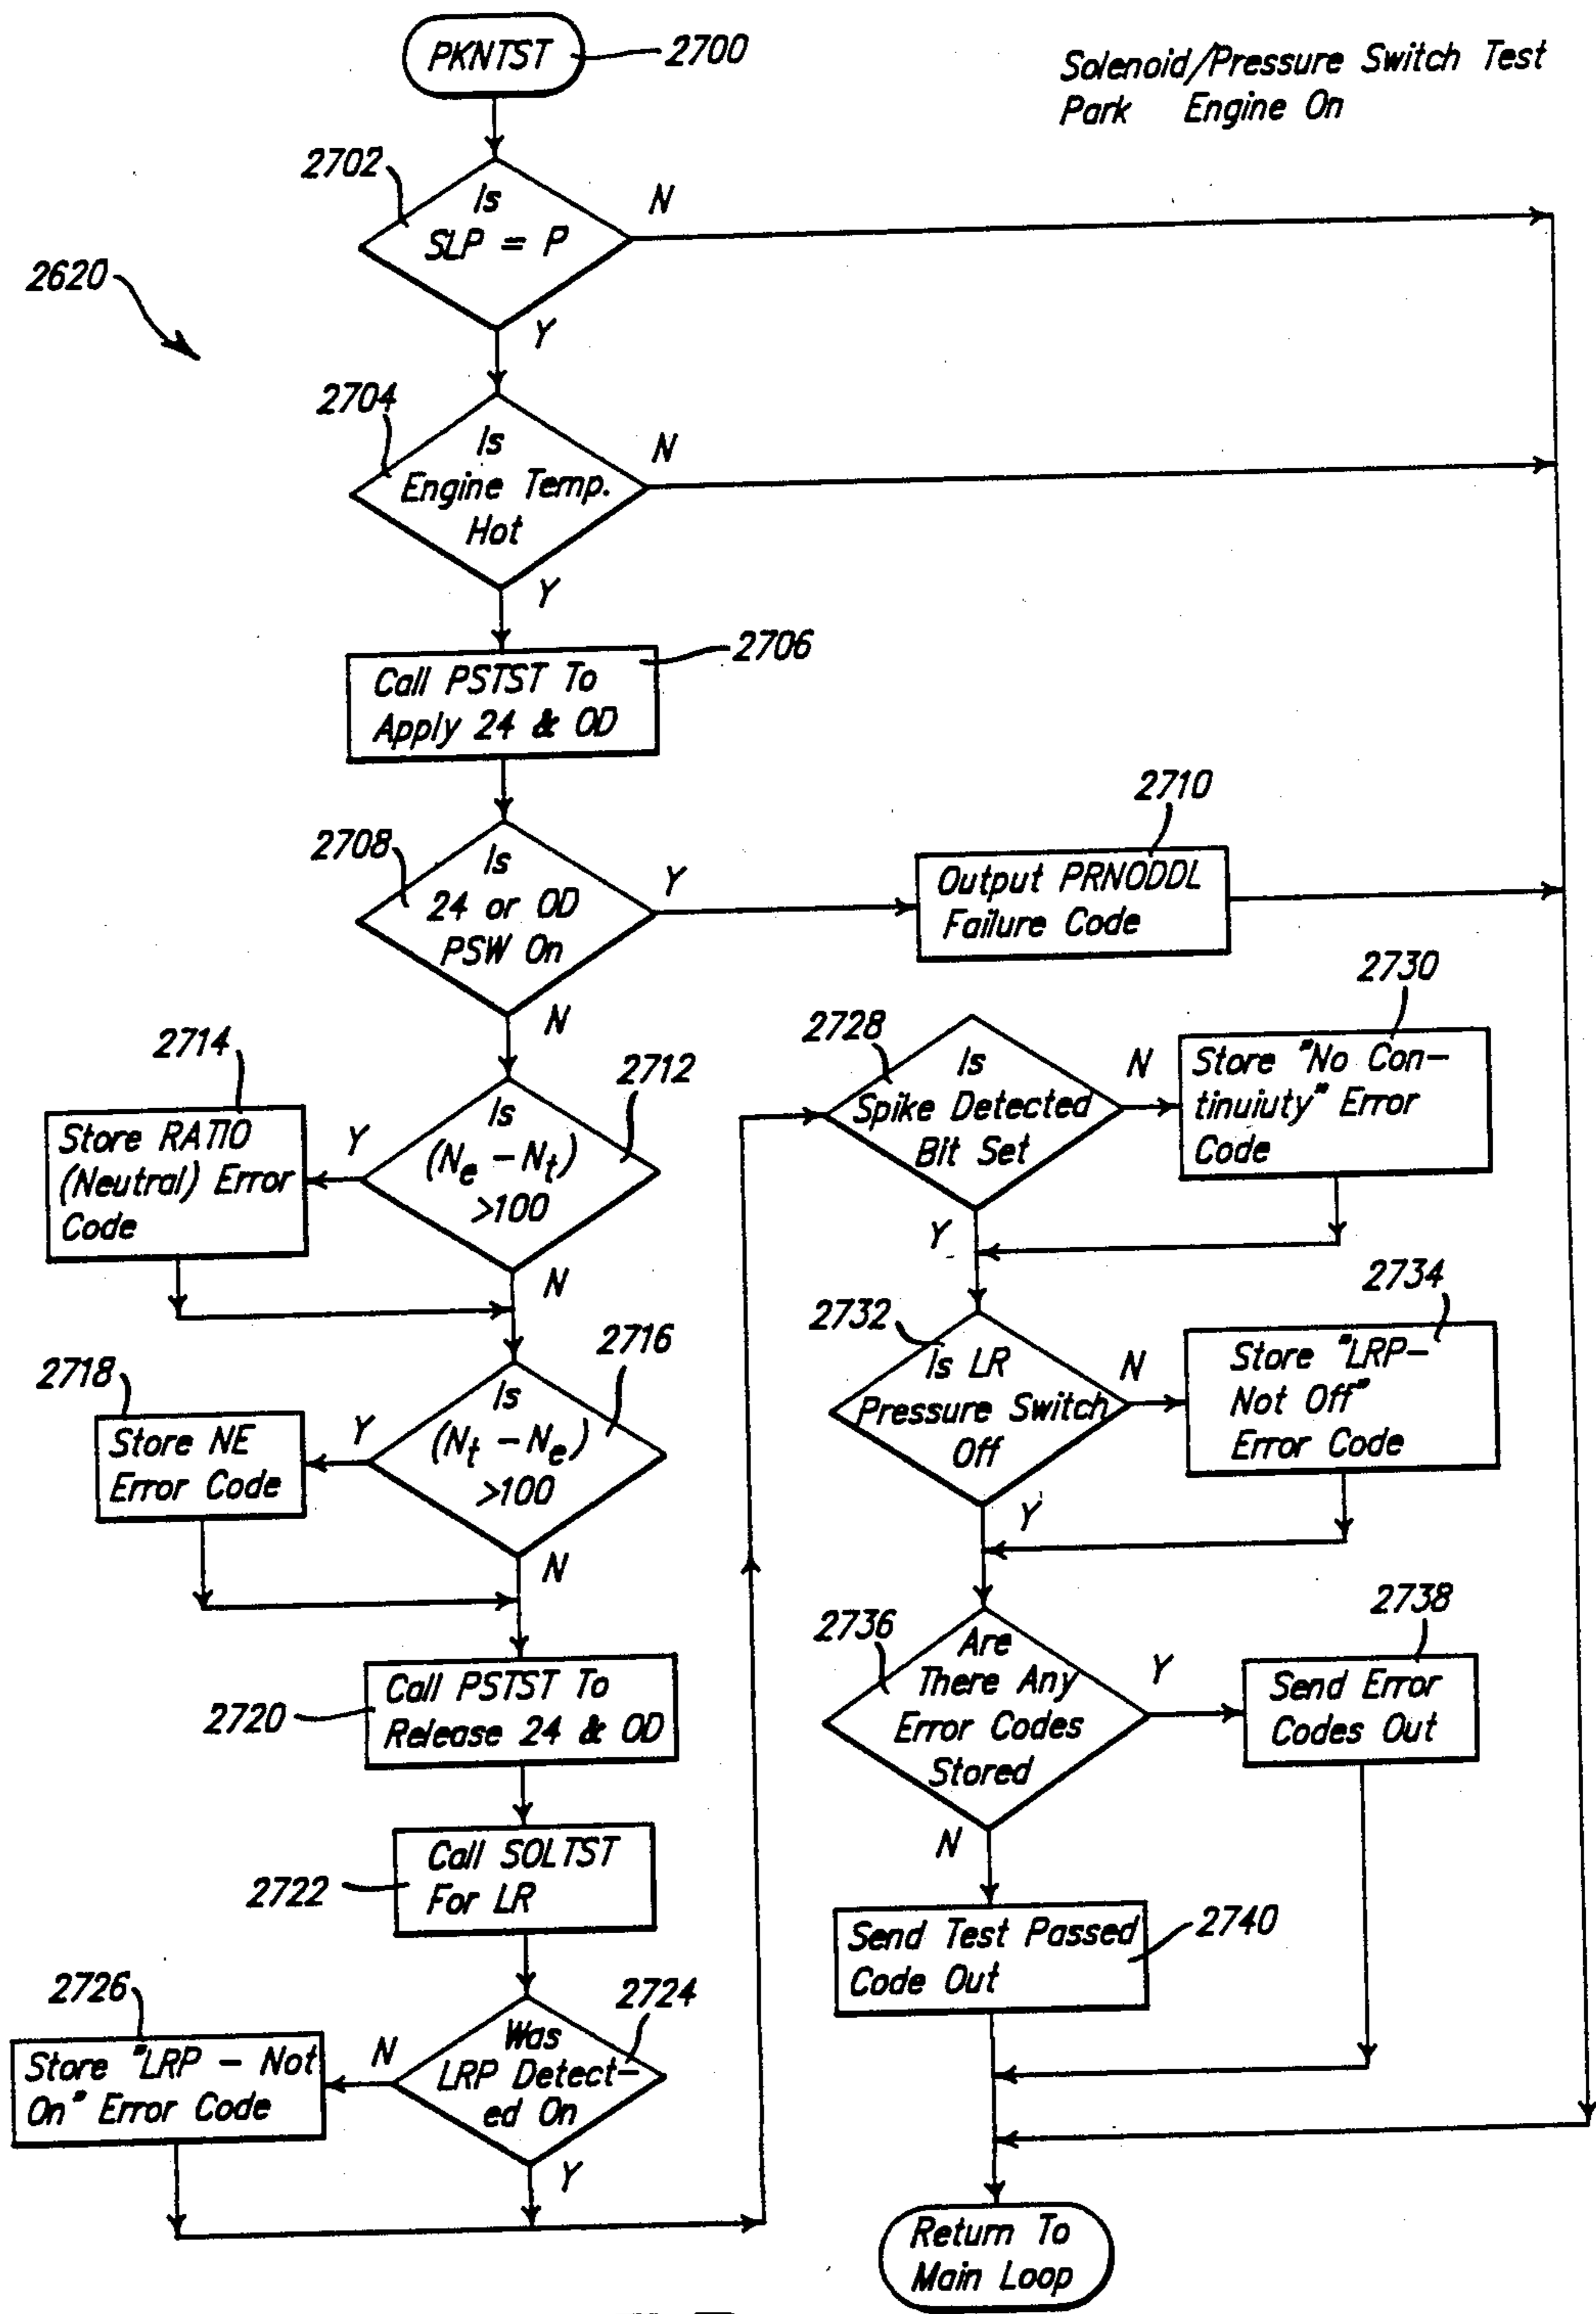 PKNTST
2700
Solenoid/Pressure Switch Test
Park Engine On
2702
Is
SLP = P
N
Y
2620
2704
Is
Engine Temp.
Hot
N
Y
2706
Call PSTST To
Apply 24 & OD
2708
Is
24 or OD
PSW On
Y
N
2710
Output PRNODDL
Failure Code
2712
Is
(Ne - Nt)
>100
Y
N
2714
Store RATIO
(Neutral) Error
Code
2716
Is
(Nt - Ne)
>100
Y
N
2718
Store NE
Error Code
2720
Call PSTST To
Release 24 & OD
2722
Call SOLTST
For LR
2724
Was
LRP Detect-
ed On
N
Y
2726
Store "LRP - Not
On" Error Code
2728
Is
Spike Detected
Bit Set
N
Y
2730
Store "No Con-
tinuiuty" Error
Code
2732
Is LR
Pressure Switch
Off
N
Y
2734
Store "LRP-
Not Off"
Error Code
2736
Are
There Any
Error Codes
Stored
Y
N
2738
Send Error
Codes Out
2740
Send Test Passed
Code Out
Return To
Main Loop